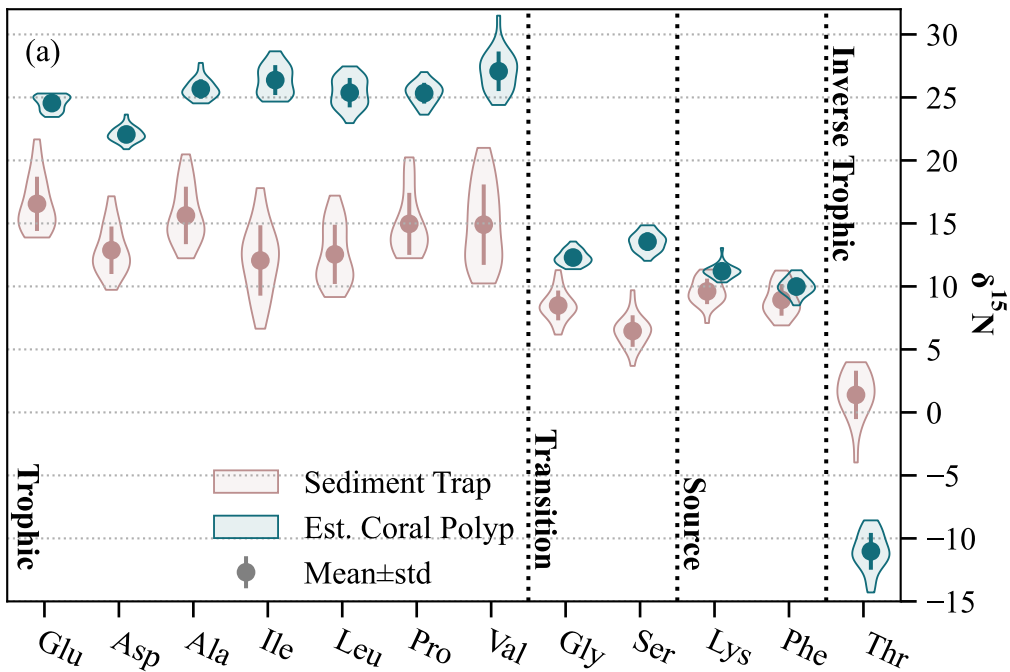 (a)
Trophic
Transition
Source
Inverse Trophic
Sediment Trap
Est. Coral Polyp
Mean±std
30
25
20
15
10
5
0
−5
−10
−15
δ¹⁵N
Glu Asp Ala Ile Leu Pro Val Gly Ser Lys Phe Thr